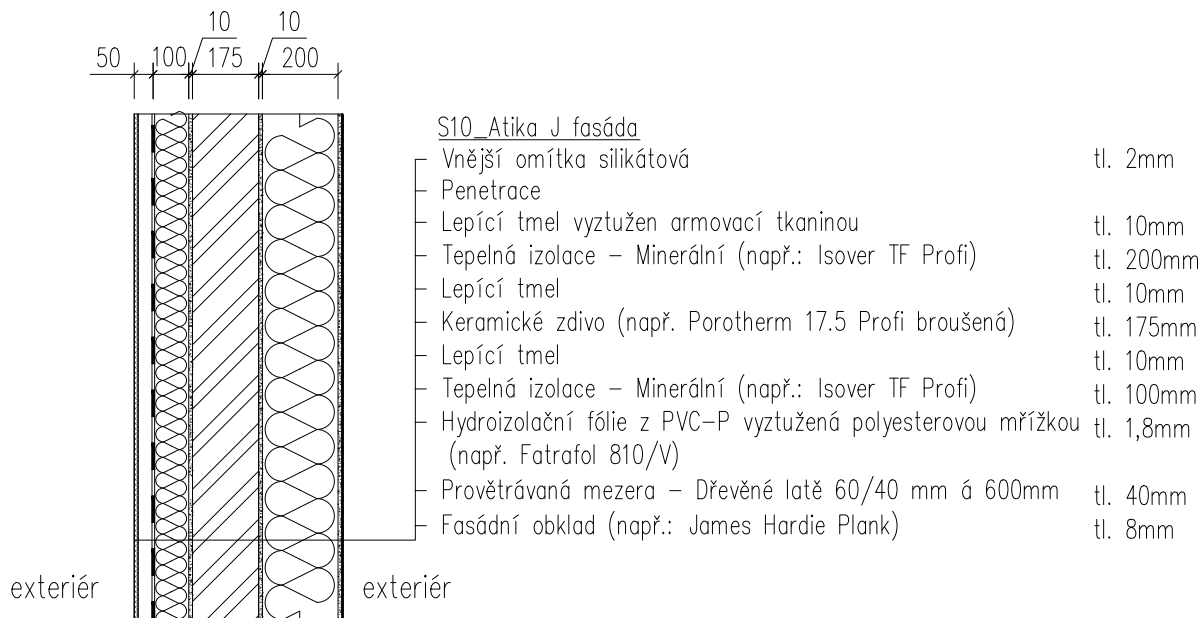 10 10
50 100 175 200
S10_Atika J fasáda
Vnější omítka silikátová tl. 2mm
Penetrace
Lepící tmel vyztužen armovací tkaninou tl. 10mm
Tepelná izolace – Minerální (např.: Isover TF Profi) tl. 200mm
Lepící tmel tl. 10mm
Keramické zdivo (např. Porotherm 17.5 Profi broušená) tl. 175mm
Lepící tmel tl. 10mm
Tepelná izolace – Minerální (např.: Isover TF Profi) tl. 100mm
Hydroizolační fólie z PVC–P vyztužená polyesterovou mřížkou tl. 1,8mm
(např. Fatrafol 810/V)
Provětrávaná mezera – Dřevěné latě 60/40 mm á 600mm tl. 40mm
Fasádní obklad (např.: James Hardie Plank) tl. 8mm
exteriér exteriér